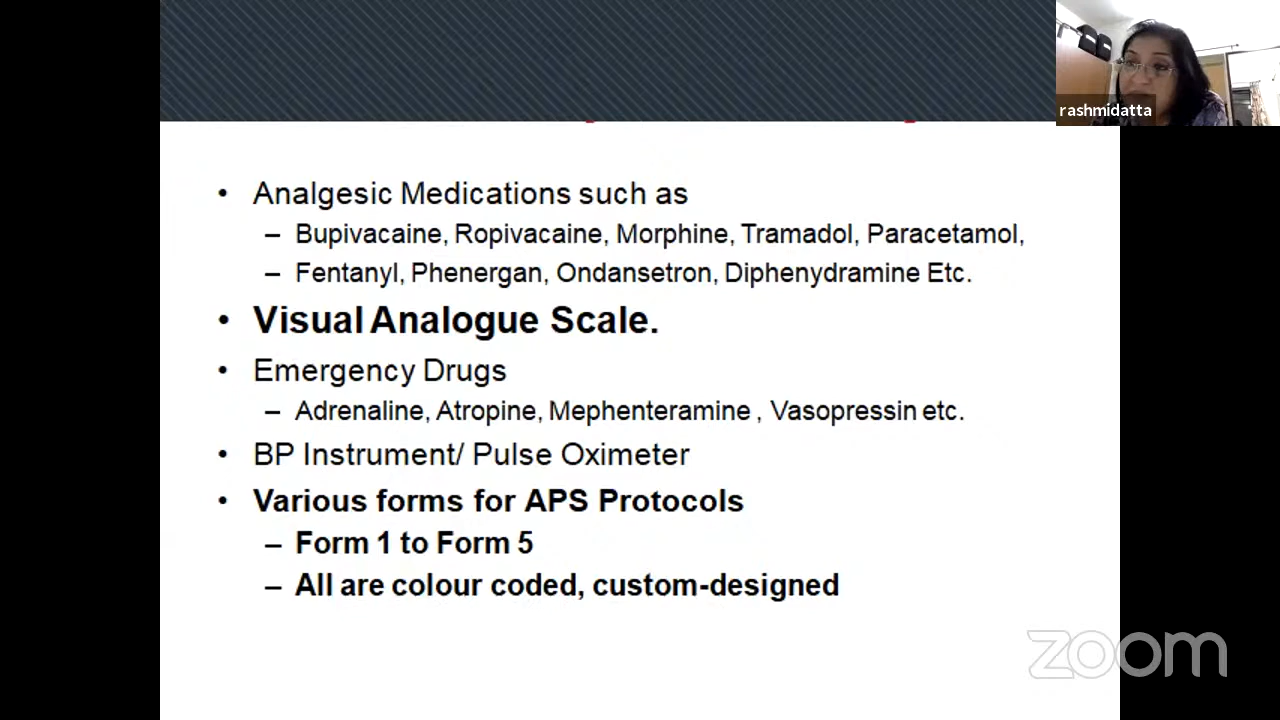 rashmidatta
• Analgesic Medications such as
– Bupivacaine, Ropivacaine, Morphine, Tramadol, Paracetamol,
– Fentanyl, Phenergan, Ondansetron, Diphenydramine Etc.
• Visual Analogue Scale.
• Emergency Drugs
– Adrenaline, Atropine, Mephenteramine , Vasopressin etc.
• BP Instrument/ Pulse Oximeter
• Various forms for APS Protocols
– Form 1 to Form 5
– All are colour coded, custom-designed
zoom